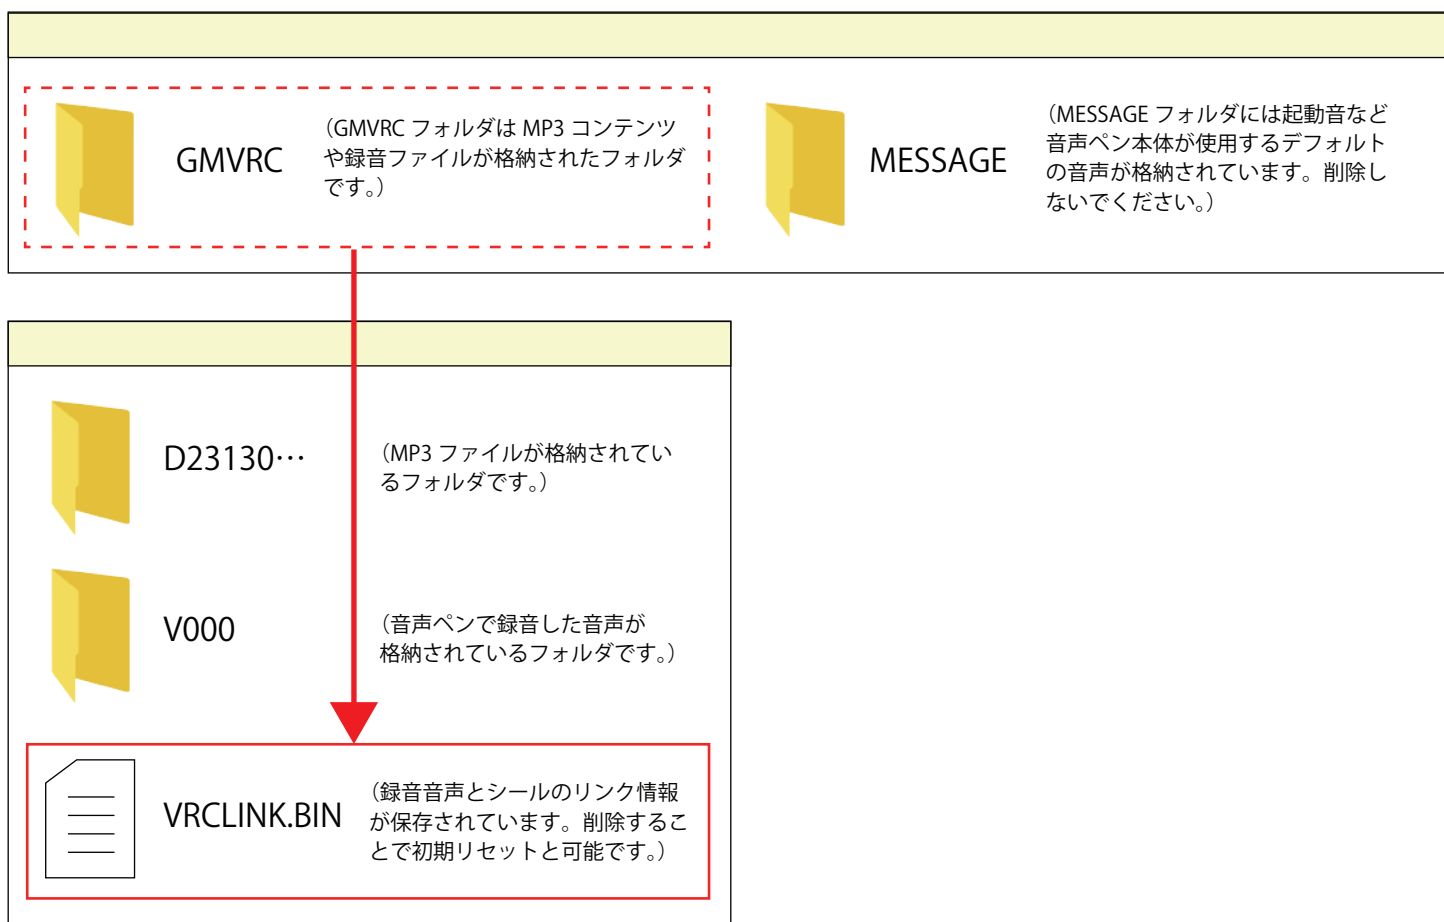 GMVRC
(GMVRC フォルダは MP3 コンテンツ
や録音ファイルが格納されたフォルダ
です。)
MESSAGE
(MESSAGE フォルダには起動音など
音声ペン本体が使用するデフォルト
の音声が格納されています。削除し
ないでください。)
D23130…
(MP3 ファイルが格納されてい
るフォルダです。)
V000
(音声ペンで録音した音声が
格納されているフォルダです。)
VRCLINK.BIN
(録音音声とシールのリンク情報
が保存されています。削除するこ
とで初期リセットと可能です。)